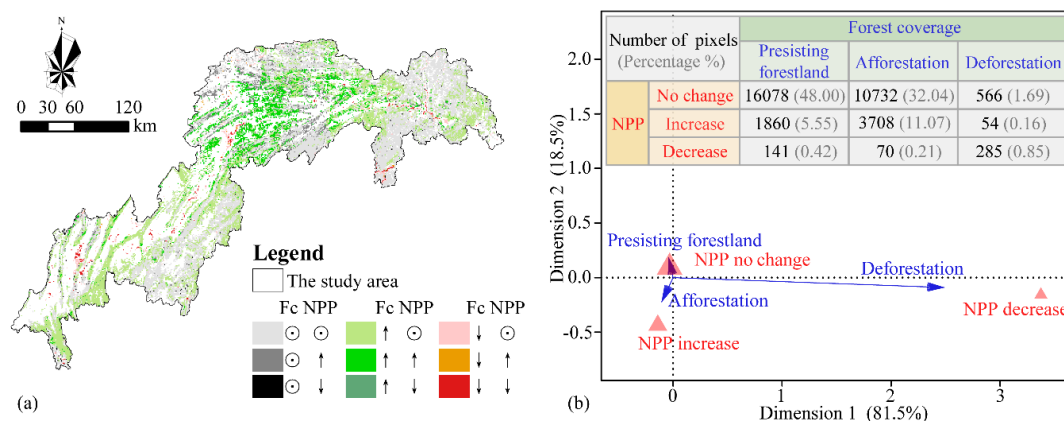 N
0 30 60 120
km
Legend
The study area
Fc NPP Fc NPP Fc NPP
(a)
Number of pixels
(Percentage %)
Forest coverage
Presisting forestland Afforestation Deforestation
NPP
No change 16078 (48.00) 10732 (32.04) 566 (1.69)
Increase 1860 (5.55) 3708 (11.07) 54 (0.16)
Decrease 141 (0.42) 70 (0.21) 285 (0.85)
Dimension 2 (18.5%)
2.0
1.5
1.0
0.5
0.0
-0.5
Presisting forestland
NPP no change
Deforestation
Afforestation
NPP decrease
NPP increase
0 1 2 3
(b)
Dimension 1 (81.5%)